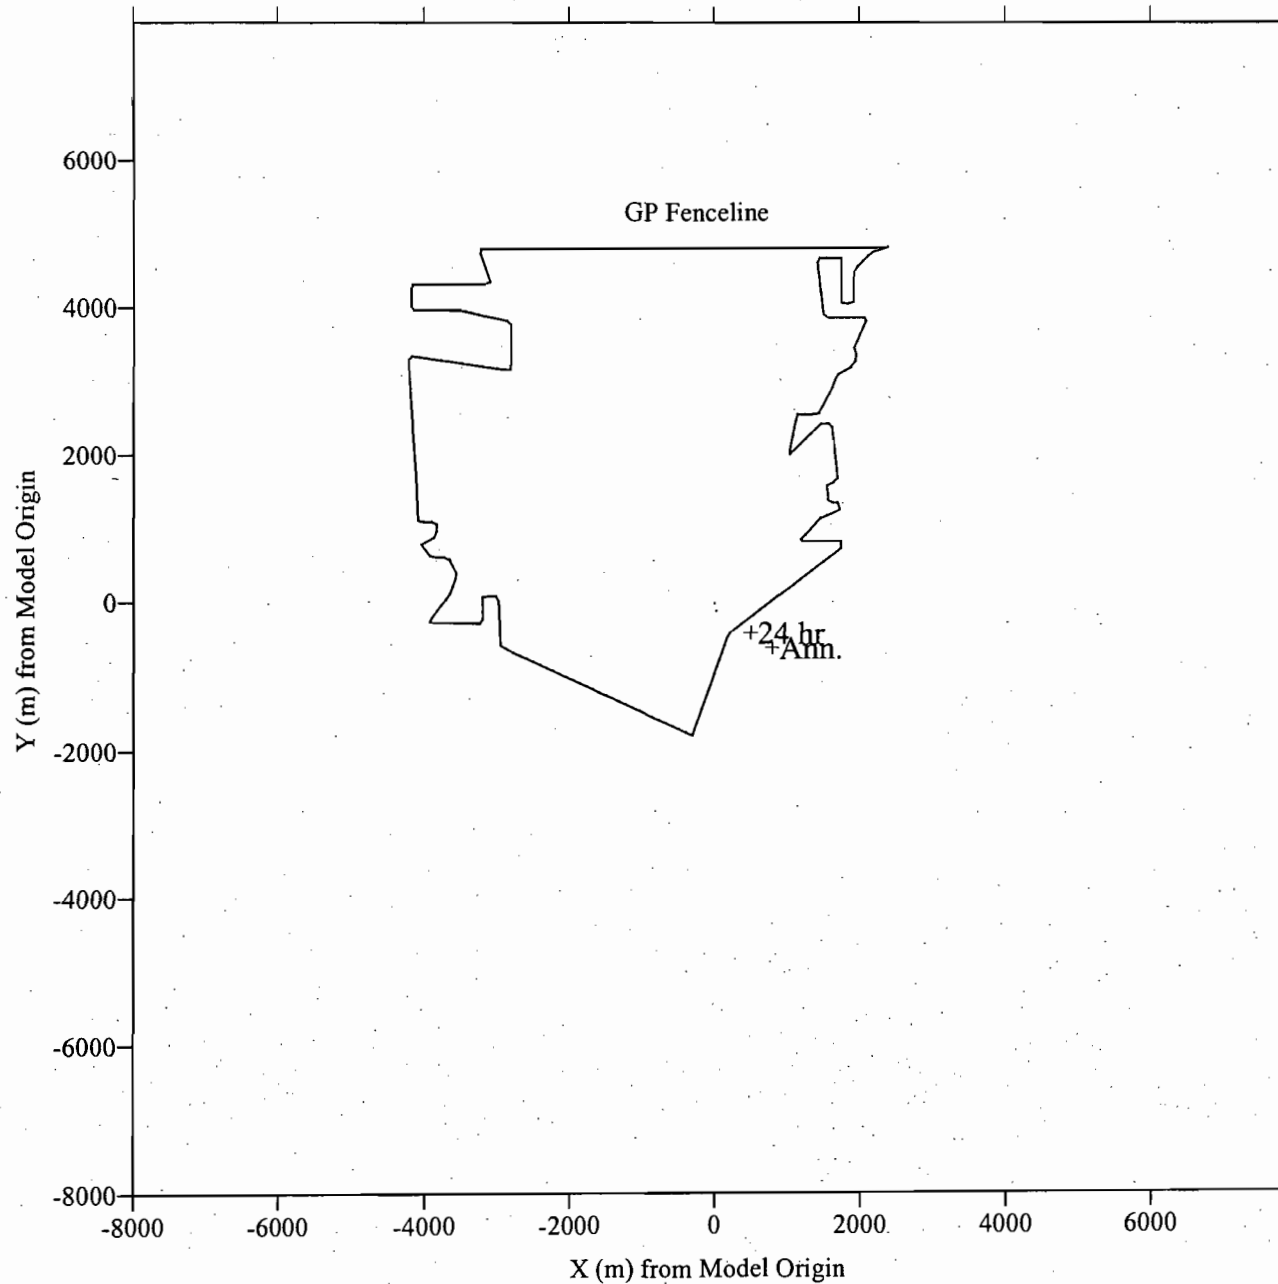 6000
GP Fenceline
4000
2000
0
+24 hr
+Ann.
-2000
-4000
-6000
-8000
-8000 -6000 -4000 -2000 0 2000 4000 6000
X (m) from Model Origin
Y (m) from Model Origin